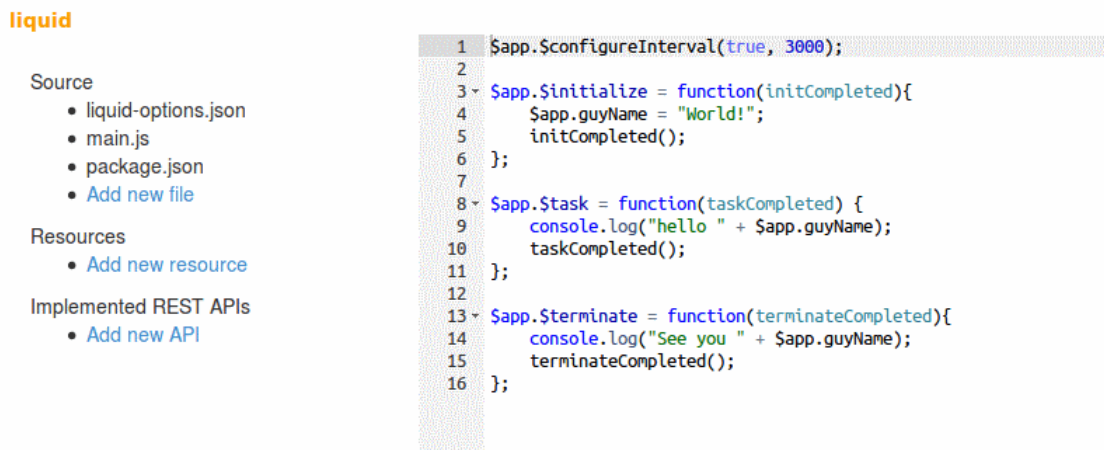 liquid
Source
liquid-options.json
main.js
package.json
Add new file
Resources
Add new resource
Implemented REST APIs
Add new API
1 $app.$configureInterval(true, 3000);
2
3 $app.$initialize = function(initCompleted){
4     $app.guyName = "World!";
5     initCompleted();
6 };
7
8 $app.$task = function(taskCompleted) {
9     console.log("hello " + $app.guyName);
10     taskCompleted();
11 };
12
13 $app.$terminate = function(terminateCompleted){
14     console.log("See you " + $app.guyName);
15     terminateCompleted();
16 };